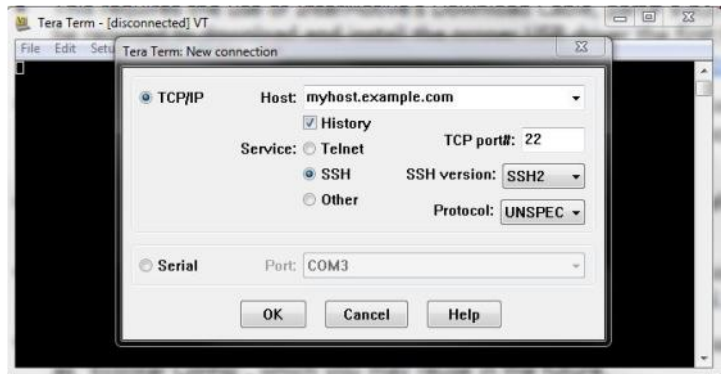 Tera Term - [disconnected] VT
File Edit Setu
Tera Term: New connection
TCP/IP Host: myhost.example.com
History
Service: Telnet TCP port#: 22
SSH SSH version: SSH2
Other Protocol: UNSPEC
Serial Port: COM3
OK Cancel Help